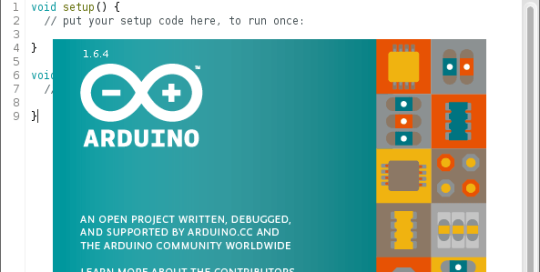 1 void setup() {
2 // put your setup code here, to run once:
3
4 }
5
6 void
7 //
8
9 }
1.6.4
ARDUINO
AN OPEN PROJECT WRITTEN, DEBUGGED,
AND SUPPORTED BY ARDUINO.CC AND
THE ARDUINO COMMUNITY WORLDWIDE
LEARN MORE ABOUT THE CONTRIBUTORS